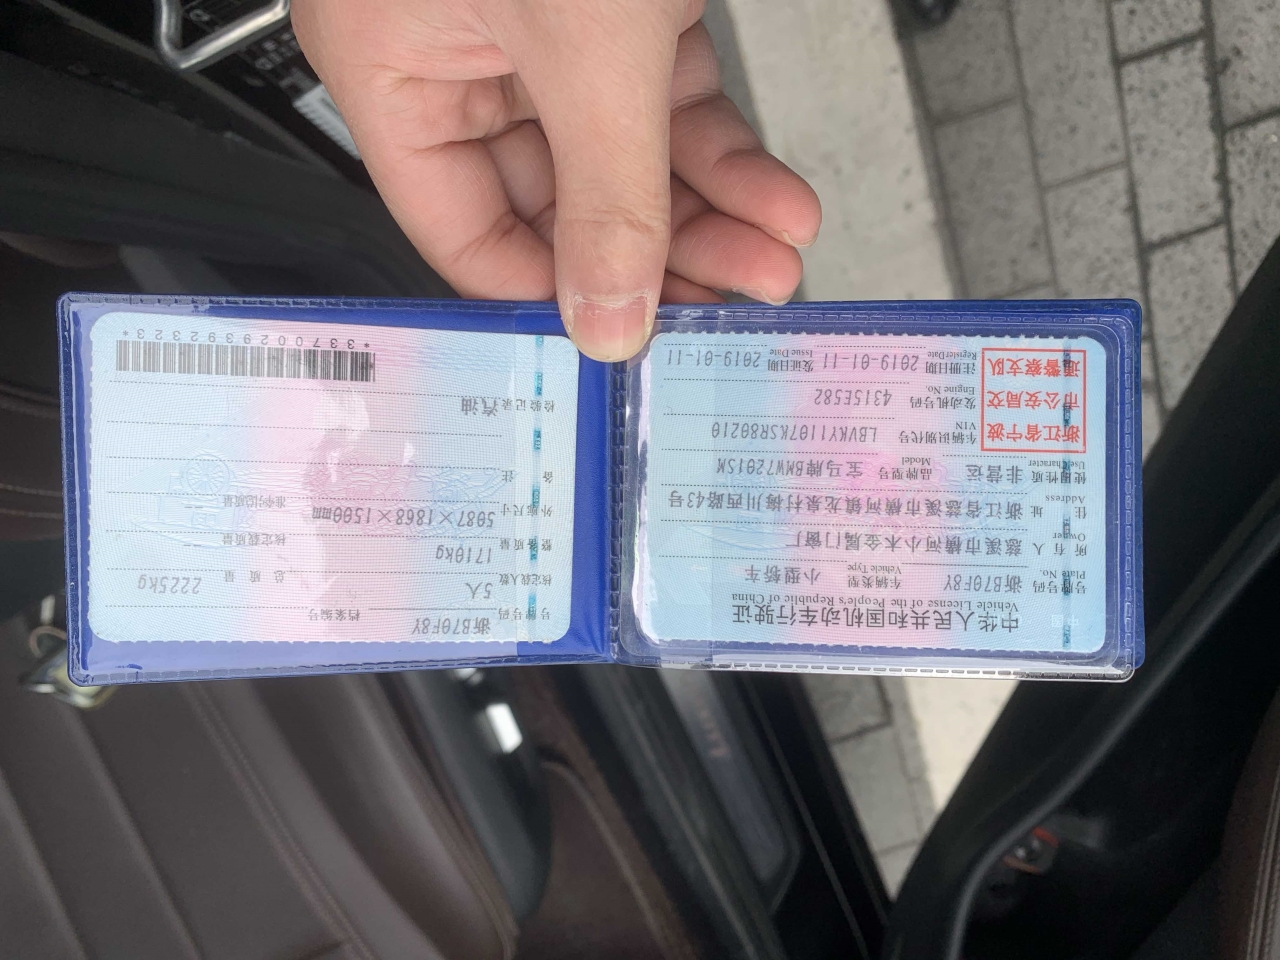 中华人民共和国机动车行驶证
Vehicle License of the People's Republic of China
号牌号码 浙B70F8Y 车辆类型 小型轿车
Plate No. Vehicle Type
所有人 慈溪市横河小木金属门窗厂
Owner
住址 浙江省慈溪市横河镇龙泉村梅川西路43号
Address
使用性质 非营运 品牌型号 宝马牌BMW7201SM
Use Character Model
浙江省宁波
市公安局交
通警察支队
车辆识别代号 LBVKY1107KSR80210
VIN
发动机号码 4315E582
Engine No.
注册日期 2019-01-11 发证日期 2019-01-11
Register Date Issue Date
号牌号码 浙B70F8Y 档案编号
核定载人数 5人 总质量 2225kg
整备质量 1710kg 核定载质量
外廓尺寸 5087×1868×1500mm 准牵引总质量
备注
检验记录 汽油
*3370029392323*